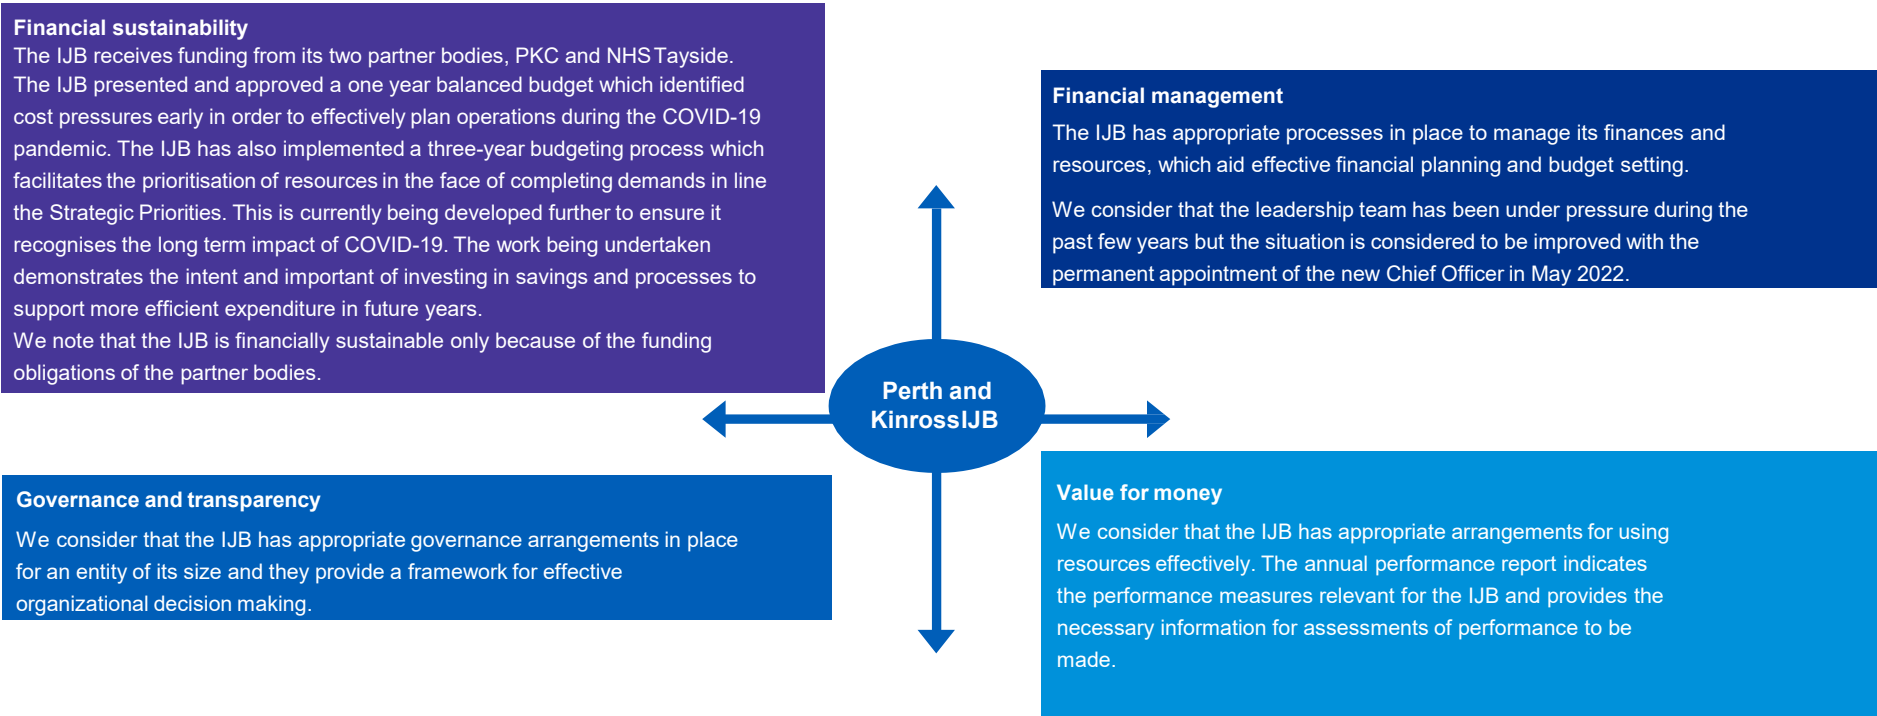 Financial sustainability
The IJB receives funding from its two partner bodies, PKC and NHS Tayside.
The IJB presented and approved a one year balanced budget which identified
cost pressures early in order to effectively plan operations during the COVID-19
pandemic. The IJB has also implemented a three-year budgeting process which
facilitates the prioritisation of resources in the face of completing demands in line
the Strategic Priorities. This is currently being developed further to ensure it
recognises the long term impact of COVID-19. The work being undertaken
demonstrates the intent and important of investing in savings and processes to
support more efficient expenditure in future years.
We note that the IJB is financially sustainable only because of the funding
obligations of the partner bodies.
Financial management
The IJB has appropriate processes in place to manage its finances and
resources, which aid effective financial planning and budget setting.
We consider that the leadership team has been under pressure during the
past few years but the situation is considered to be improved with the
permanent appointment of the new Chief Officer in May 2022.
Perth and
KinrossIJB
Governance and transparency
We consider that the IJB has appropriate governance arrangements in place
for an entity of its size and they provide a framework for effective
organizational decision making.
Value for money
We consider that the IJB has appropriate arrangements for using
resources effectively. The annual performance report indicates
the performance measures relevant for the IJB and provides the
necessary information for assessments of performance to be
made.